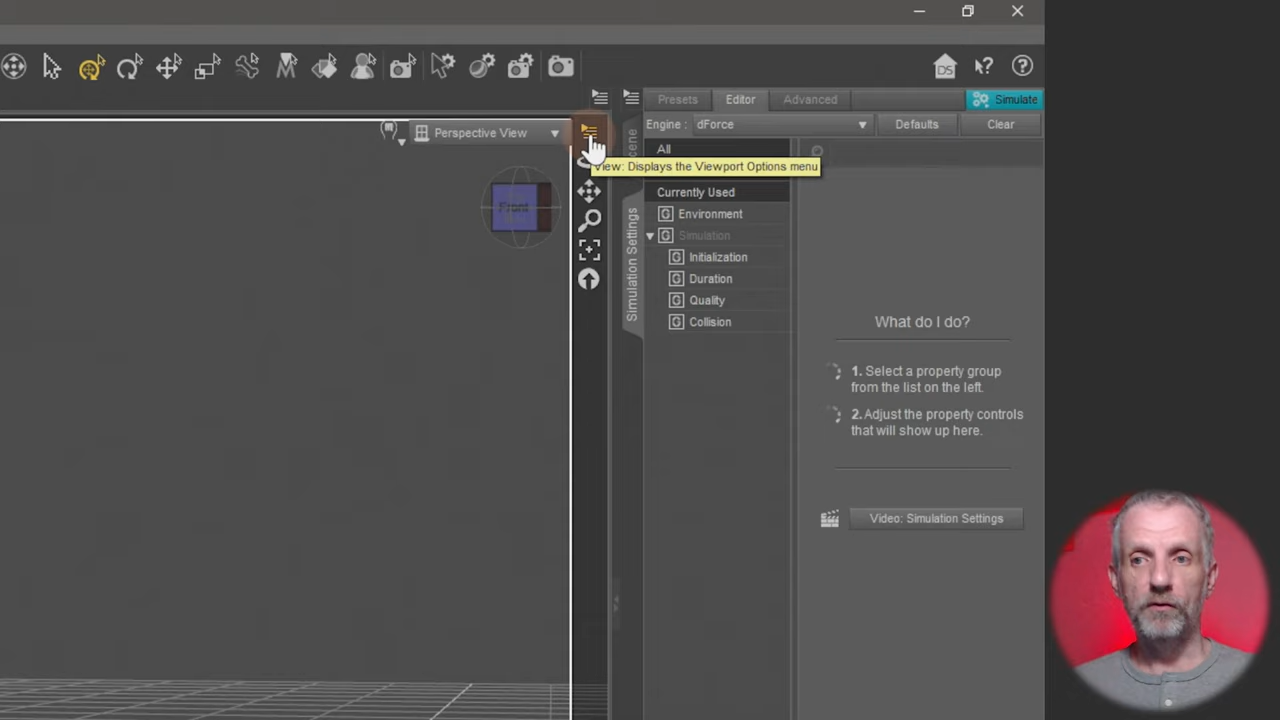 DS
Presets
Editor
Advanced
Simulate
Perspective View
Engine :
dForce
Defaults
Clear
All
View: Displays the Viewport Options menu
Front
Currently Used
G Environment
G Simulation
G Initialization
G Duration
G Quality
G Collision
Simulation Settings
What do I do?
1. Select a property group
from the list on the left.
2. Adjust the property controls
that will show up here.
Video: Simulation Settings